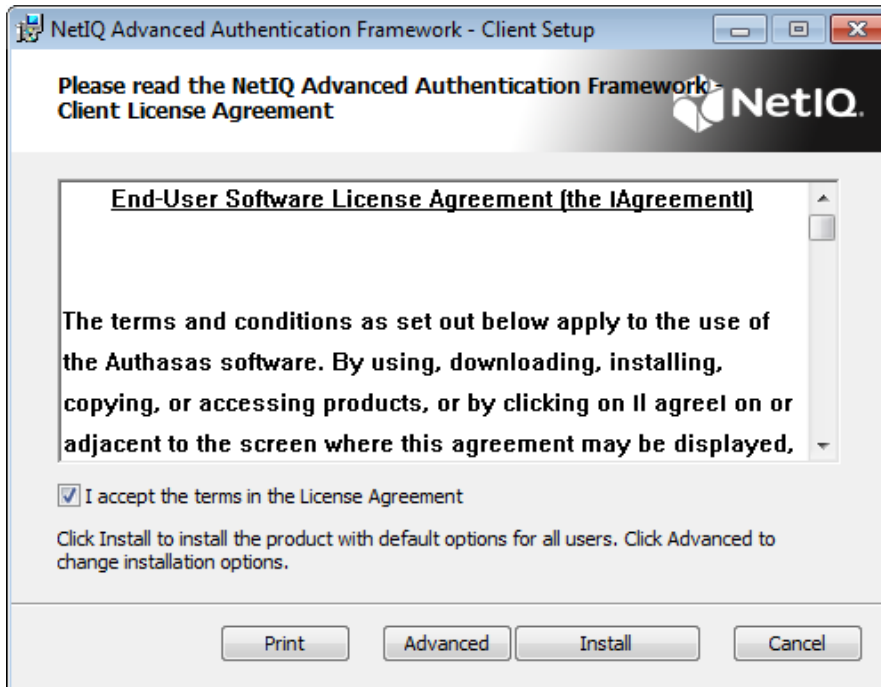 NetIQ Advanced Authentication Framework - Client Setup
Please read the NetIQ Advanced Authentication Framework -
Client License Agreement
NetIQ.
End-User Software License Agreement (the lAgreementl)
The terms and conditions as set out below apply to the use of
the Authasas software. By using, downloading, installing,
copying, or accessing products, or by clicking on lI agreel on or
adjacent to the screen where this agreement may be displayed,
I accept the terms in the License Agreement
Click Install to install the product with default options for all users. Click Advanced to
change installation options.
Print
Advanced
Install
Cancel